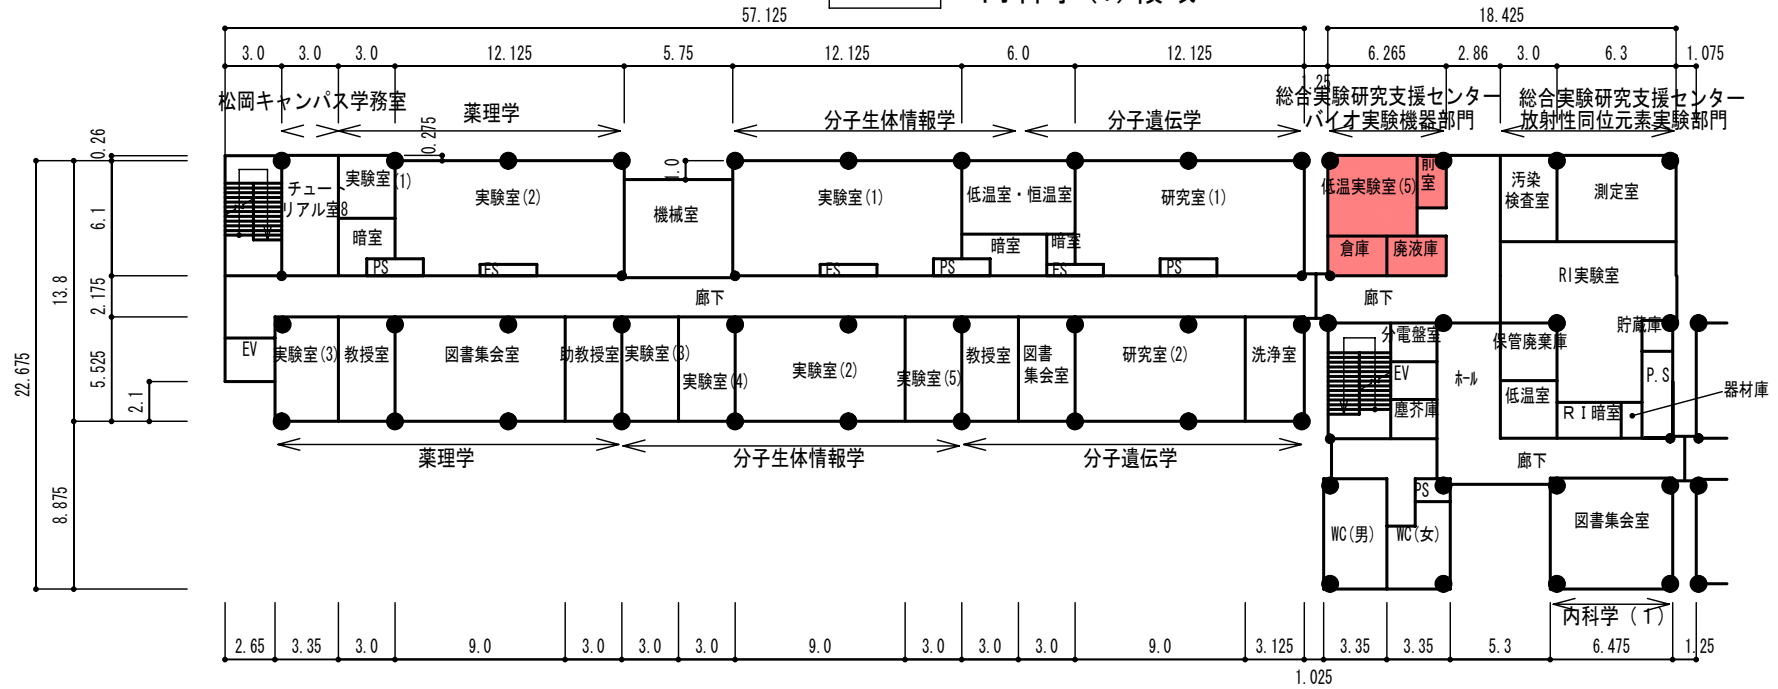 57.125
18.425
3.0 3.0 3.0 12.125 5.75 12.125 6.0 12.125 6.265 2.86 3.0 6.3 1.075
1.25
松岡キャンパス学務室
薬理学
分子生体情報学
分子遺伝学
総合実験研究支援センター
バイオ実験機器部門
総合実験研究支援センター
放射性同位元素実験部門
0.26
0.275
1.0
6.1
13.8
2.175
22.675
5.525
2.1
8.875
チュート
リアル室8
実験室(1)
暗室
PS
実験室(2)
ES
機械室
実験室(1)
ES
PS
低温室・恒温室
暗室
暗室
ES
研究室(1)
PS
低温実験室(5)
前
室
倉庫
廃液庫
汚染
検査室
測定室
RI実験室
廊下
廊下
EV
実験室(3)
教授室
図書集会室
助教授室
実験室(3)
実験室(4)
実験室(2)
実験室(5)
教授室
図書
集会室
研究室(2)
洗浄室
分電盤室
EV
塵芥庫
ホール
保管廃棄庫
低温室
貯蔵庫
P.S
RI暗室
器材庫
廊下
薬理学
分子生体情報学
分子遺伝学
PS
WC(男)
WC(女)
図書集会室
内科学(1)
2.65 3.35 3.0 9.0 3.0 3.0 3.0 9.0 3.0 3.0 3.0 9.0 3.125 3.35 3.35 5.3 6.475 1.25
1.025